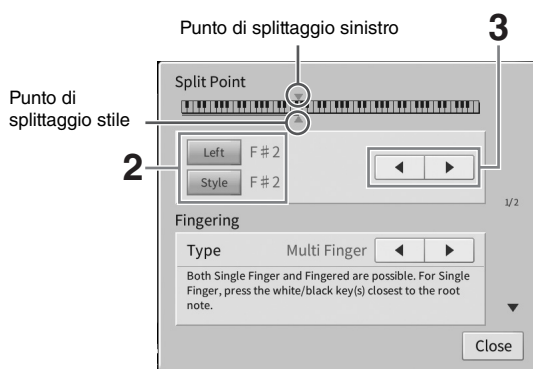 Punto di splittaggio sinistro
3
Split Point
Punto di
splittaggio stile
2
Left F♯2
Style F♯2
1/2
Fingering
Type Multi Finger
Both Single Finger and Fingered are possible. For Single
Finger, press the white/black key(s) closest to the root
note.
Close